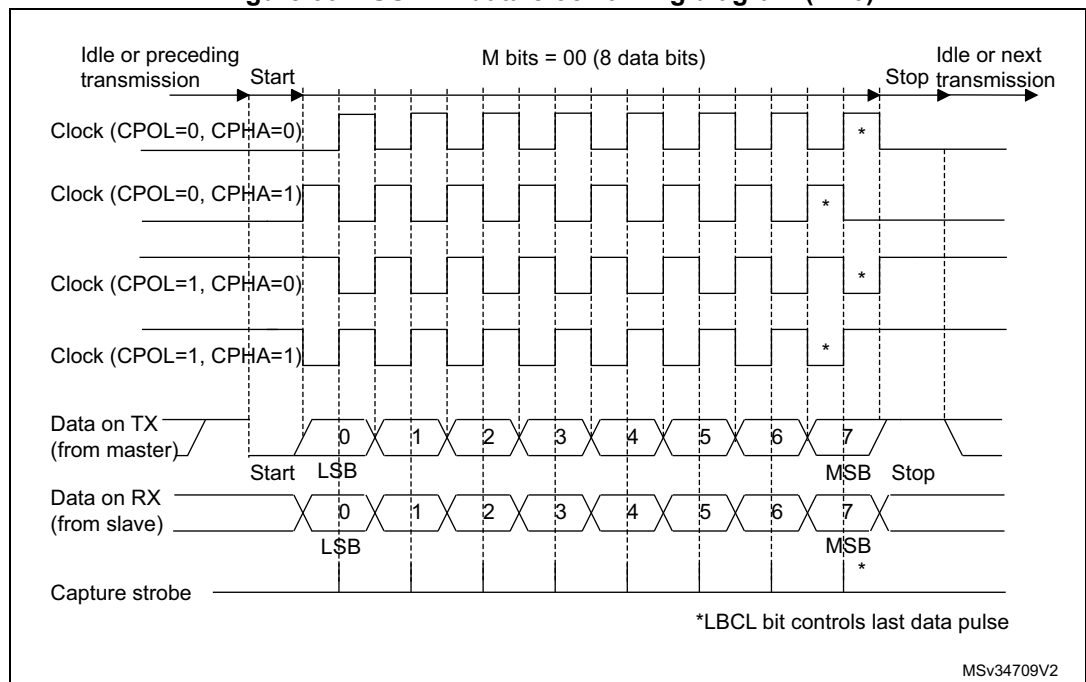 Idle or preceding
transmission
Start
M bits = 00 (8 data bits)
Stop
Idle or next
transmission
Clock (CPOL=0, CPHA=0)
*
Clock (CPOL=0, CPHA=1)
*
Clock (CPOL=1, CPHA=0)
*
Clock (CPOL=1, CPHA=1)
*
Data on TX
(from master)
0 1 2 3 4 5 6 7
Start LSB MSB Stop
Data on RX
(from slave)
0 1 2 3 4 5 6 7
LSB MSB
*
Capture strobe
*LBCL bit controls last data pulse
MSv34709V2